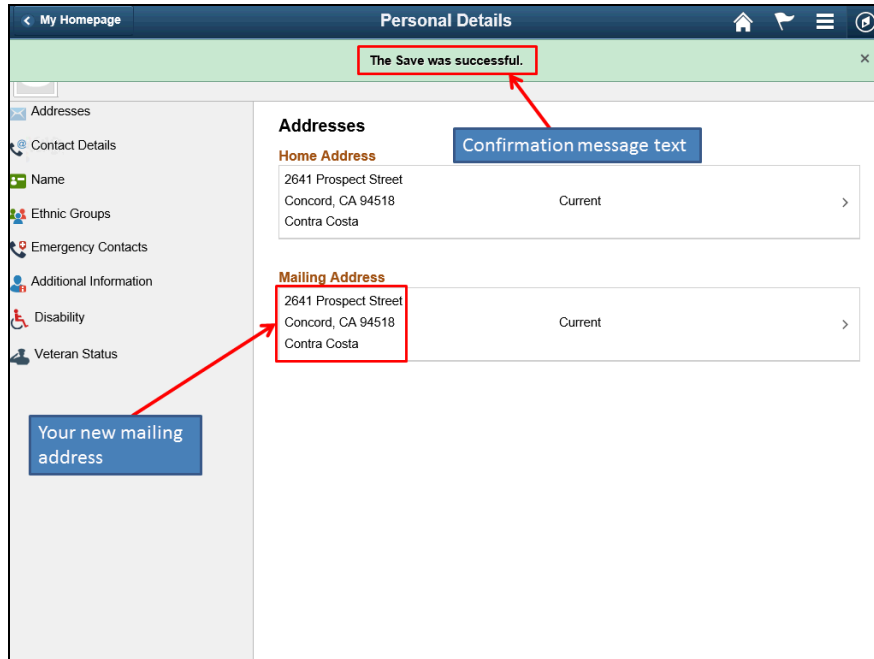 My Homepage
Personal Details
The Save was successful.
×
Addresses
Contact Details
Name
Ethnic Groups
Emergency Contacts
Additional Information
Disability
Veteran Status
Addresses
Confirmation message text
Home Address
2641 Prospect Street
Concord, CA 94518
Current
Contra Costa
Mailing Address
2641 Prospect Street
Concord, CA 94518
Current
Contra Costa
Your new mailing
address